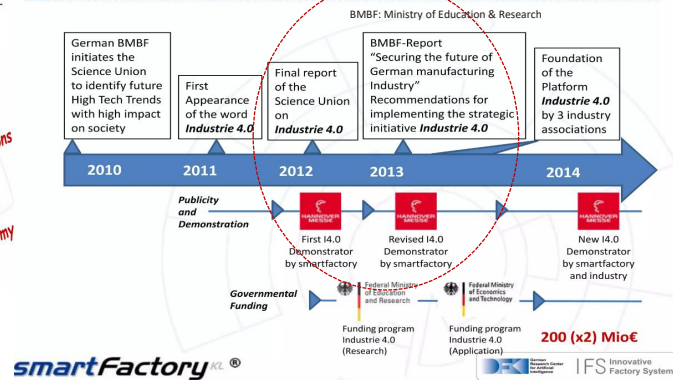 BMBF: Ministry of Education & Research
German BMBF
initiates the
Science Union
to identify future
High Tech Trends
with high impact
on society
First
Appearance
of the word
Industrie 4.0
Final report
of the
Science Union
on
Industrie 4.0
BMBF-Report
"Securing the future of
German manufacturing
Industry"
Recommendations for
implementing the strategic
initiative Industrie 4.0
Foundation
of the
Platform
Industrie 4.0
by 3 industry
associations
2010
2011
2012
2013
2014
Publicity
and
Demonstration
HANNOVER
MESSE
First I4.0
Demonstrator
by smartfactory
HANNOVER
MESSE
Revised I4.0
Demonstrator
by smartfactory
HANNOVER
MESSE
New I4.0
Demonstrator
by smartfactory
and industry
Governmental
Funding
Federal Ministry
of Education
and Research
Funding program
Industrie 4.0
(Research)
Federal Ministry
of Economics
and Technology
Funding program
Industrie 4.0
(Application)
200 (x2) Mio€
smartFactory KL ®
German
Research Center
for Artificial
Intelligence
IFS Innovative
Factory System